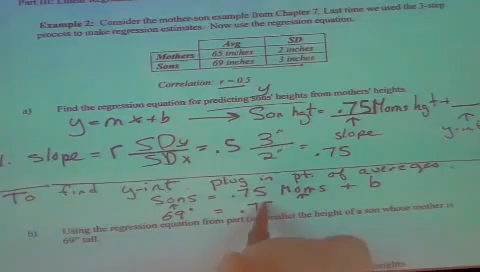 Part III: Linear
Example 2: Consider the mother-son example from Chapter 7. Last time we used the 3-step
process to make regression estimates. Now use the regression equation.
Avg SD
Mothers 65 inches 2 inches
Sons 69 inches 3 inches
Correlation: r = 0.5
y
a) Find the regression equation for predicting sons' heights from mothers' heights.
y = mx + b → Son hgt = .75 Moms hgt +
slope y-int
1. slope = r SDy/SDx = .5 3"/2" = .75
To find y-int. plug in pt. of averages.
sons = .75 Moms + b
69" = .75
b) Using the regression equation from part the height of a son whose mother is
69" tall.
heights